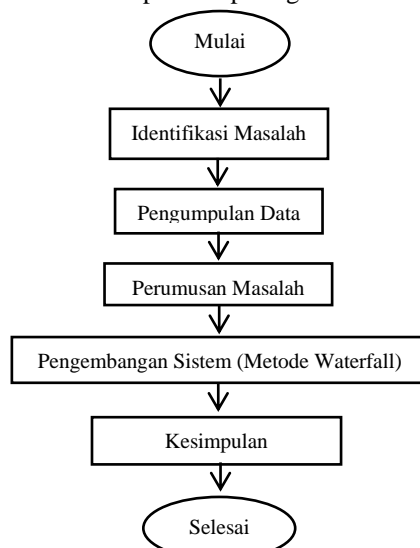 Mulai
Identifikasi Masalah
Pengumpulan Data
Perumusan Masalah
Pengembangan Sistem (Metode Waterfall)
Kesimpulan
Selesai